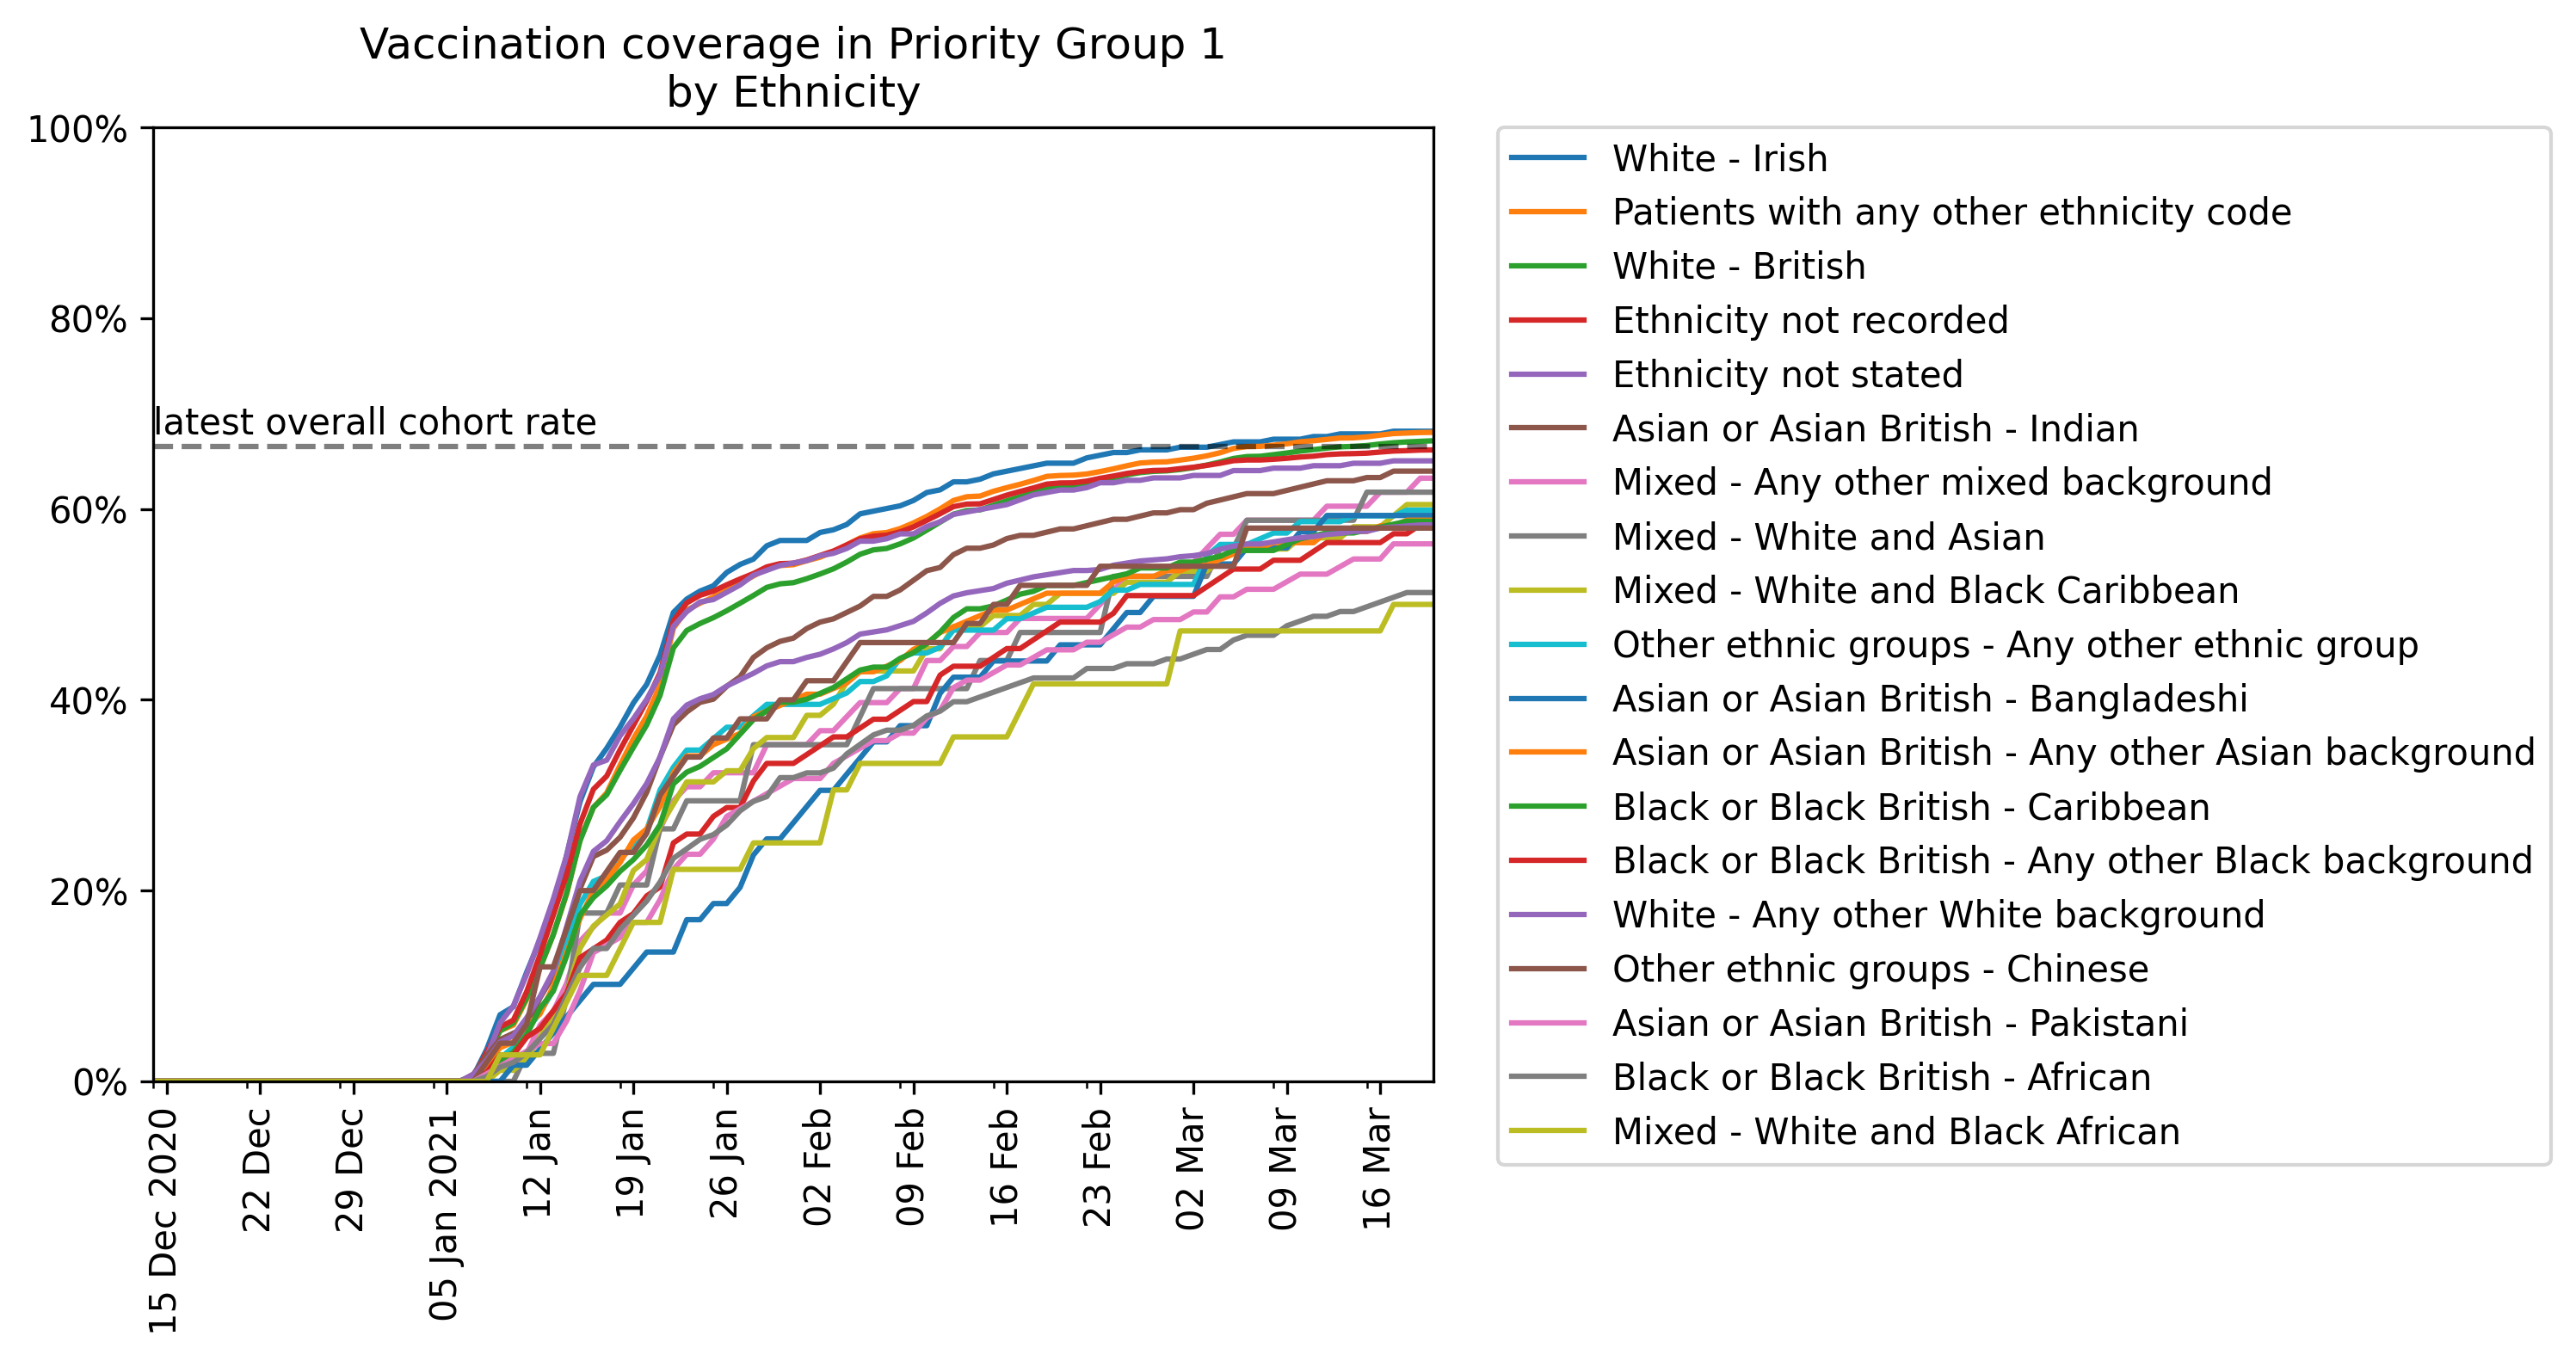 Vaccination coverage in Priority Group 1
by Ethnicity
100%
80%
60%
40%
20%
0%
latest overall cohort rate
15 Dec 2020
22 Dec
29 Dec
05 Jan 2021
12 Jan
19 Jan
26 Jan
02 Feb
09 Feb
16 Feb
23 Feb
02 Mar
09 Mar
16 Mar
White - Irish
Patients with any other ethnicity code
White - British
Ethnicity not recorded
Ethnicity not stated
Asian or Asian British - Indian
Mixed - Any other mixed background
Mixed - White and Asian
Mixed - White and Black Caribbean
Other ethnic groups - Any other ethnic group
Asian or Asian British - Bangladeshi
Asian or Asian British - Any other Asian background
Black or Black British - Caribbean
Black or Black British - Any other Black background
White - Any other White background
Other ethnic groups - Chinese
Asian or Asian British - Pakistani
Black or Black British - African
Mixed - White and Black African